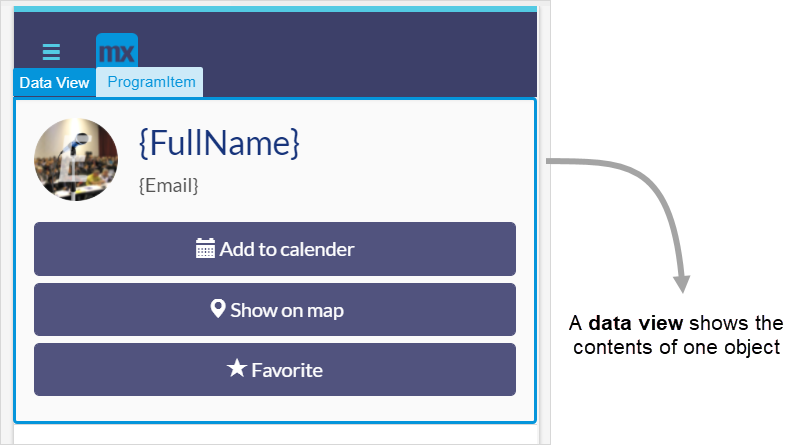 mx
Data View
ProgramItem
{FullName}
{Email}
Add to calender
Show on map
Favorite
A data view shows the
contents of one object